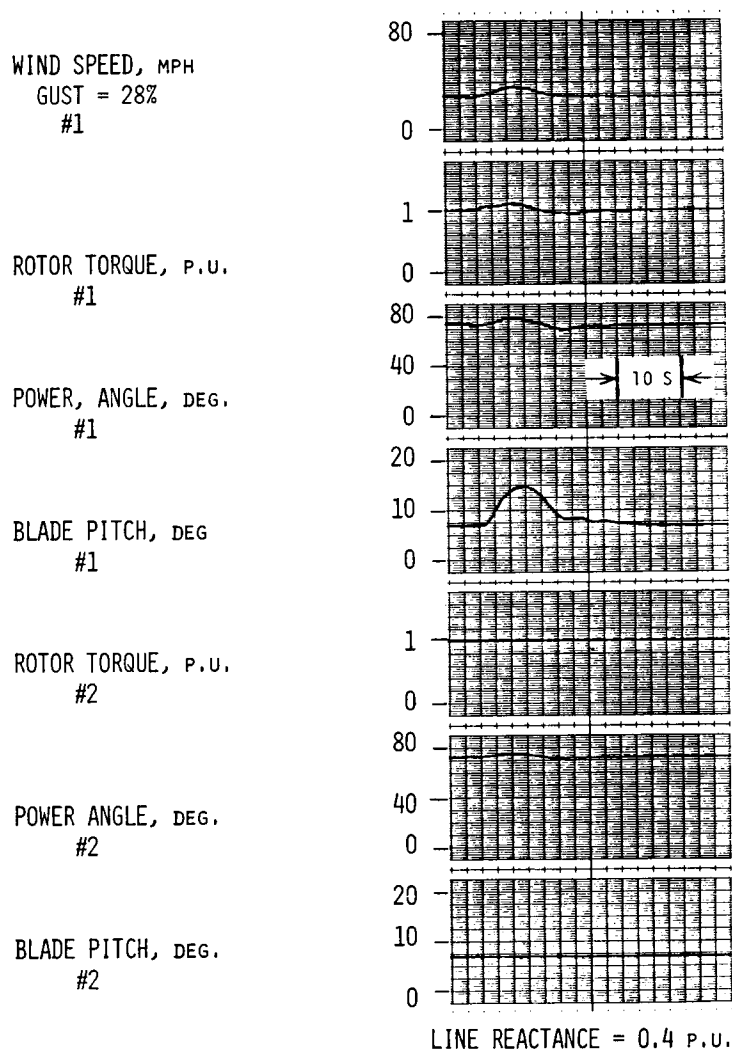 WIND SPEED, MPH
GUST = 28%
#1
80
0
ROTOR TORQUE, P.U.
#1
1
0
POWER, ANGLE, DEG.
#1
80
40
0
10 S
BLADE PITCH, DEG
#1
20
10
0
ROTOR TORQUE, P.U.
#2
1
0
POWER ANGLE, DEG.
#2
80
40
0
BLADE PITCH, DEG.
#2
20
10
0
LINE REACTANCE = 0.4 P.U.